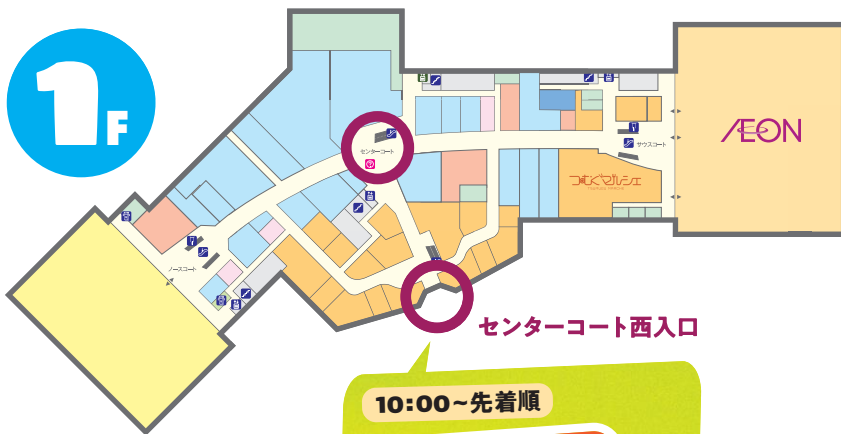 1F
センターコート
サウスコート
ÆON
つむぐマルシェ
ノースコート
センターコート西入口
10:00~先着順